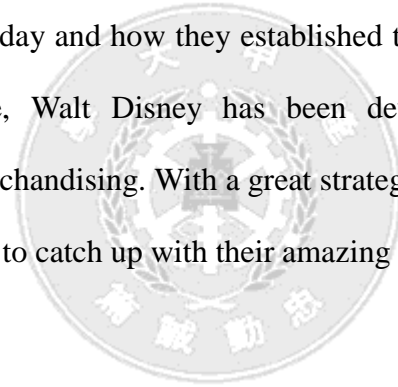 day and how they established t
, Walt Disney has been de
chandising. With a great strateg
to catch up with their amazing